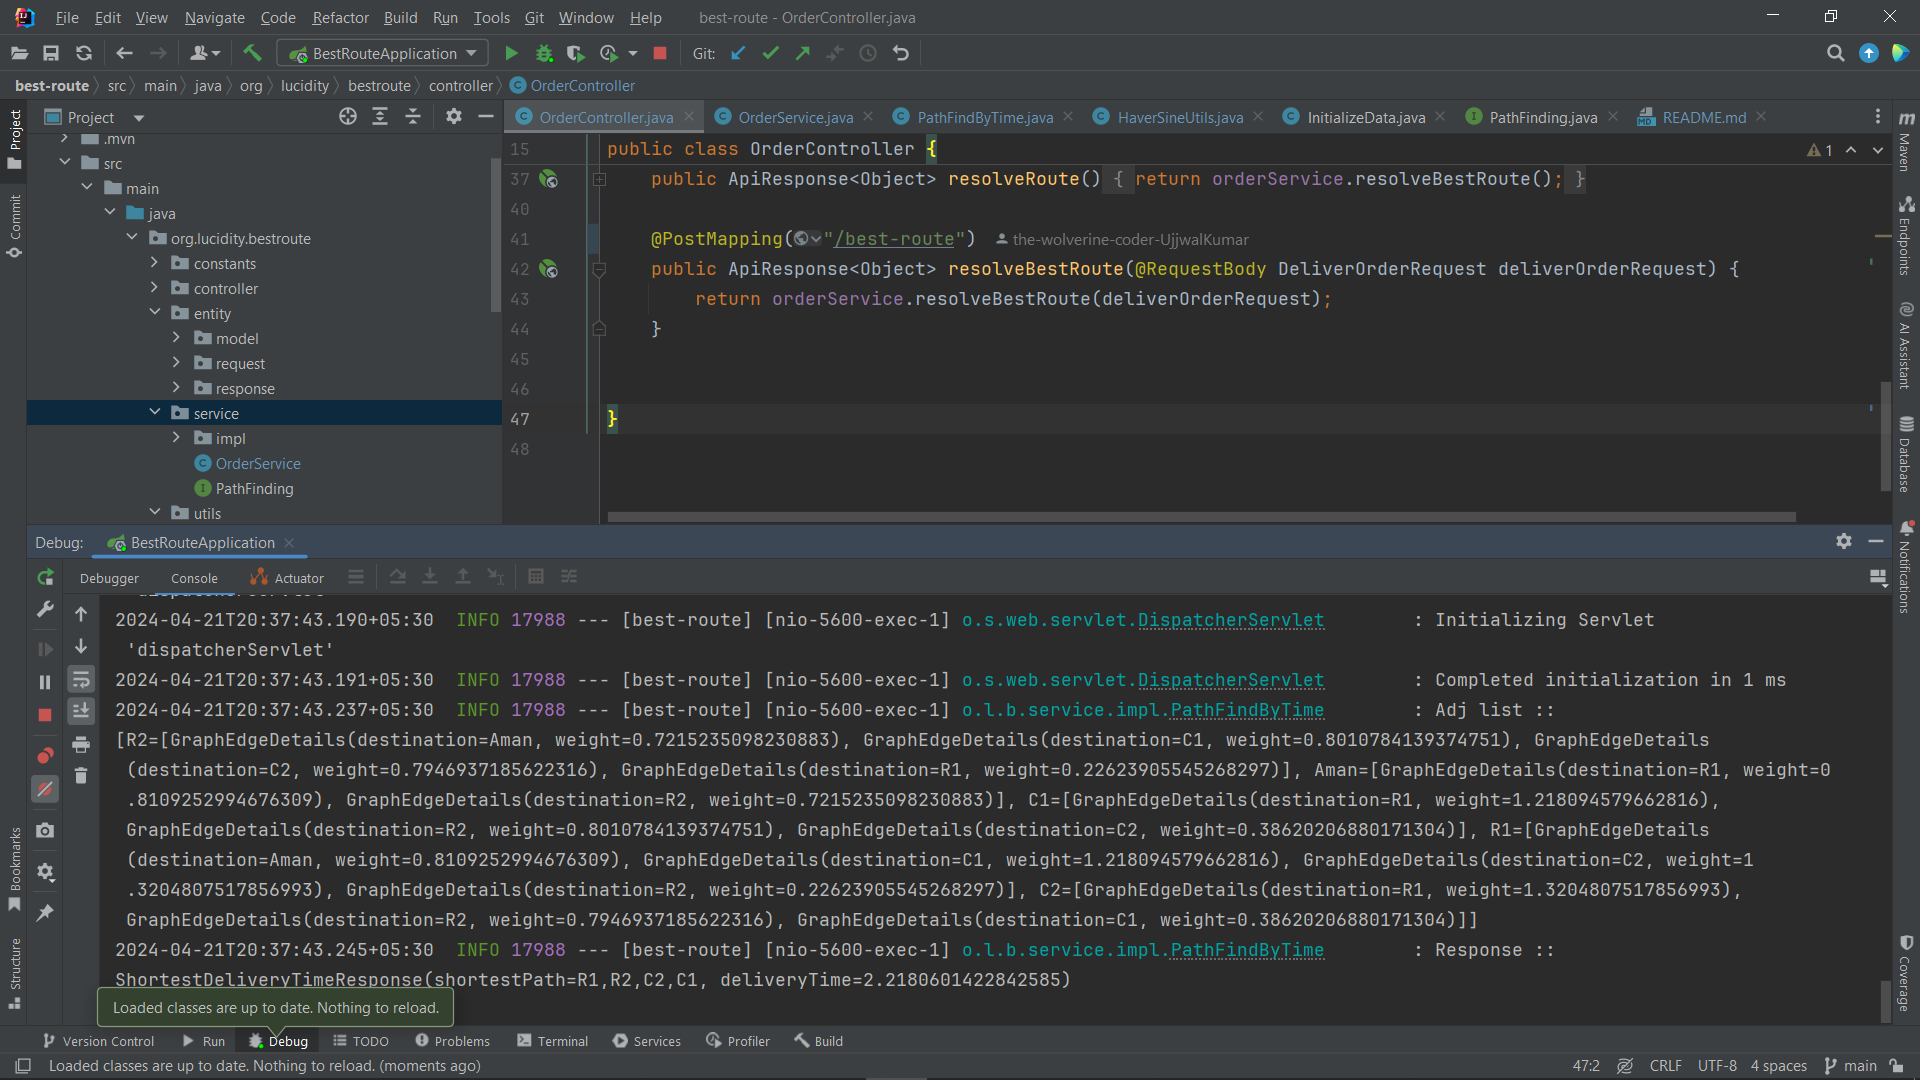 File Edit View Navigate Code Refactor Build Run Tools Git Window Help best-route - OrderController.java
BestRouteApplication Git:
best-route src main java org lucidity bestroute controller OrderController
Project
.mvn
src
main
java
org.lucidity.bestroute
constants
controller
entity
model
request
response
service
impl
OrderService
PathFinding
utils
OrderController.java OrderService.java PathFindByTime.java HaverSineUtils.java InitializeData.java PathFinding.java README.md
15 public class OrderController { 1
37 public ApiResponse<Object> resolveRoute() { return orderService.resolveBestRoute(); }
40
41 @PostMapping("/best-route") the-wolverine-coder-UjjwalKumar
42 public ApiResponse<Object> resolveBestRoute(@RequestBody DeliverOrderRequest deliverOrderRequest) {
43 return orderService.resolveBestRoute(deliverOrderRequest);
44 }
45
46
47 }
48
Debug: BestRouteApplication
Debugger Console Actuator
2024-04-21T20:37:43.190+05:30 INFO 17988 --- [best-route] [nio-5600-exec-1] o.s.web.servlet.DispatcherServlet : Initializing Servlet
'dispatcherServlet'
2024-04-21T20:37:43.191+05:30 INFO 17988 --- [best-route] [nio-5600-exec-1] o.s.web.servlet.DispatcherServlet : Completed initialization in 1 ms
2024-04-21T20:37:43.237+05:30 INFO 17988 --- [best-route] [nio-5600-exec-1] o.l.b.service.impl.PathFindByTime : Adj list ::
[R2=[GraphEdgeDetails(destination=Aman, weight=0.7215235098230883), GraphEdgeDetails(destination=C1, weight=0.8010784139374751), GraphEdgeDetails
(destination=C2, weight=0.7946937185622316), GraphEdgeDetails(destination=R1, weight=0.22623905545268297)], Aman=[GraphEdgeDetails(destination=R1, weight=0
.8109252994676309), GraphEdgeDetails(destination=R2, weight=0.7215235098230883)], C1=[GraphEdgeDetails(destination=R1, weight=1.218094579662816),
GraphEdgeDetails(destination=R2, weight=0.8010784139374751), GraphEdgeDetails(destination=C2, weight=0.38620206880171304)], R1=[GraphEdgeDetails
(destination=Aman, weight=0.8109252994676309), GraphEdgeDetails(destination=C1, weight=1.218094579662816), GraphEdgeDetails(destination=C2, weight=1
.3204807517856993), GraphEdgeDetails(destination=R2, weight=0.22623905545268297)], C2=[GraphEdgeDetails(destination=R1, weight=1.3204807517856993),
GraphEdgeDetails(destination=R2, weight=0.7946937185622316), GraphEdgeDetails(destination=C1, weight=0.38620206880171304)]]
2024-04-21T20:37:43.245+05:30 INFO 17988 --- [best-route] [nio-5600-exec-1] o.l.b.service.impl.PathFindByTime : Response ::
ShortestDeliveryTimeResponse(shortestPath=R1,R2,C2,C1, deliveryTime=2.2180601422842585)
Loaded classes are up to date. Nothing to reload.
Version Control Run Debug TODO Problems Terminal Services Profiler Build
Loaded classes are up to date. Nothing to reload. (moments ago) 47:2 CRLF UTF-8 4 spaces main
Project
Commit
Bookmarks
Structure
Maven
Endpoints
AI Assistant
Database
Notifications
Coverage